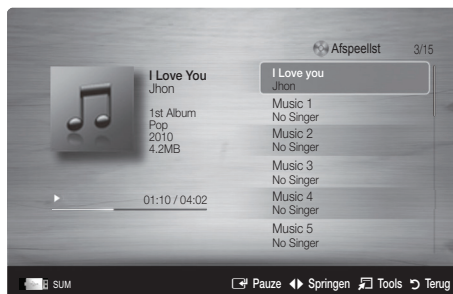 Afspeellst 3/15
I Love You
Jhon
1st Album
Pop
2010
4.2MB
01:10 / 04:02
I Love you
Jhon
Music 1
No Singer
Music 2
No Singer
Music 3
No Singer
Music 4
No Singer
Music 5
No Singer
SUM Pauze Springen Tools Terug